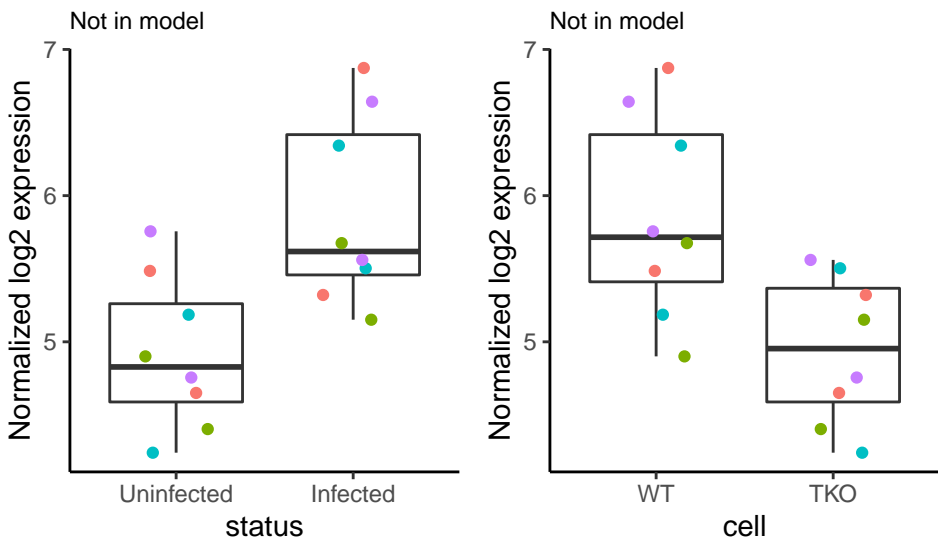 Not in model
Normalized log2 expression
7
6
5
Uninfected
Infected
status
Not in model
Normalized log2 expression
7
6
5
WT
TKO
cell